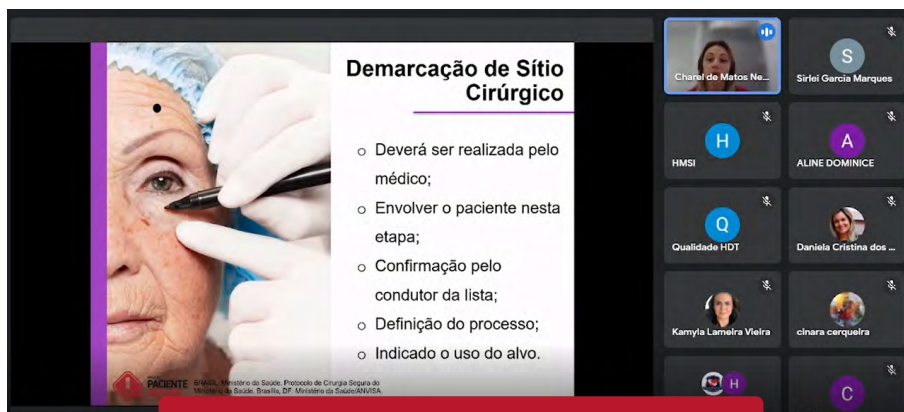 Demarcação de Sítio
Cirúrgico
Deverá ser realizada pelo
médico;
Envolver o paciente nesta
etapa;
Confirmação pelo
condutor da lista;
Definição do processo;
Indicado o uso do alvo.
PACIENTE
BRASIL. Ministério da Saúde. Protocolo de Cirurgia Segura do
Ministério da Saúde. Brasília, DF: Ministério da Saúde/ANVISA.
Charel de Matos Ne...
S
Sirlei Garcia Marques
H
HMSI
A
ALINE DOMINICE
Q
Qualidade HDT
Daniela Cristina dos ...
Kamyla Lameira Vieira
cinara cerqueira
H
C